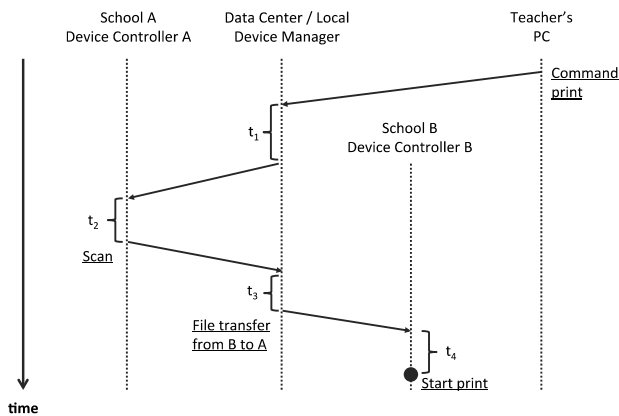 School A
Device Controller A
Data Center / Local
Device Manager
Teacher's
PC
Command
print
t1
School B
Device Controller B
t2
Scan
t3
File transfer
from B to A
t4
Start print
time